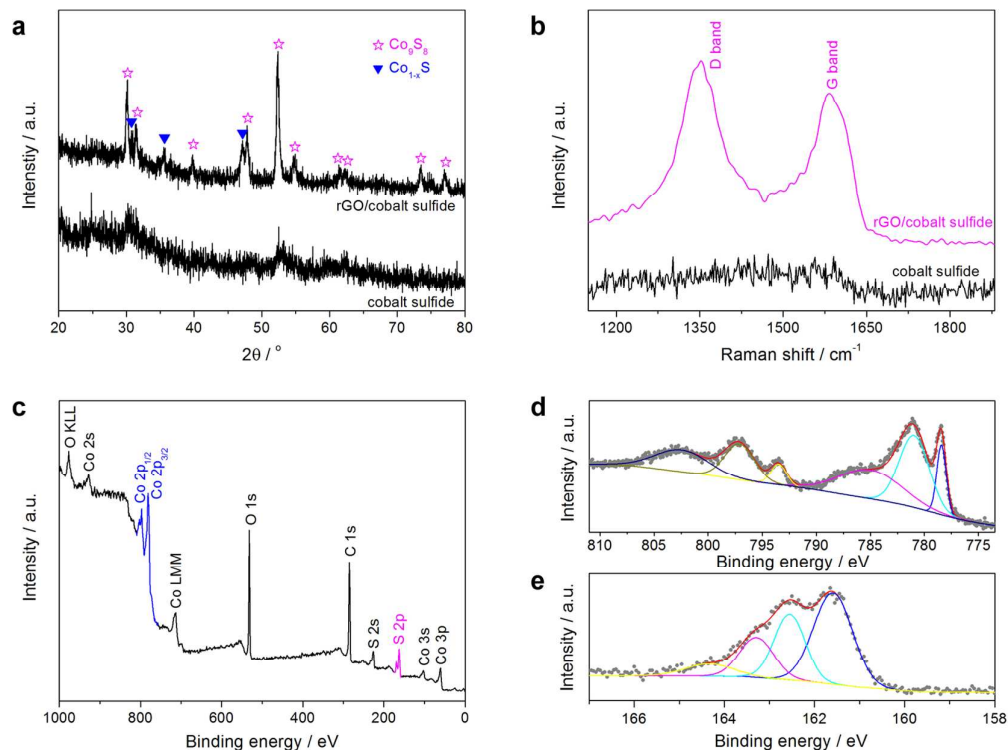 a
Intenstiy / a.u.
☆ Co₉S₈
▼ Co₁₋ₓS
rGO/cobalt sulfide
cobalt sulfide
20 30 40 50 60 70 80
2θ / °
b
Intensity / a.u.
D band
G band
rGO/cobalt sulfide
cobalt sulfide
1200 1350 1500 1650 1800
Raman shift / cm⁻¹
c
Intensity / a.u.
O KLL
Co 2s
Co 2p₁/₂
Co 2p₃/₂
Co LMM
O 1s
C 1s
S 2s
S 2p
Co 3s
Co 3p
1000 800 600 400 200 0
Binding energy / eV
d
Intensity / a.u.
810 805 800 795 790 785 780 775
Binding energy / eV
e
Intensity / a.u.
166 164 162 160 158
Binding energy / eV